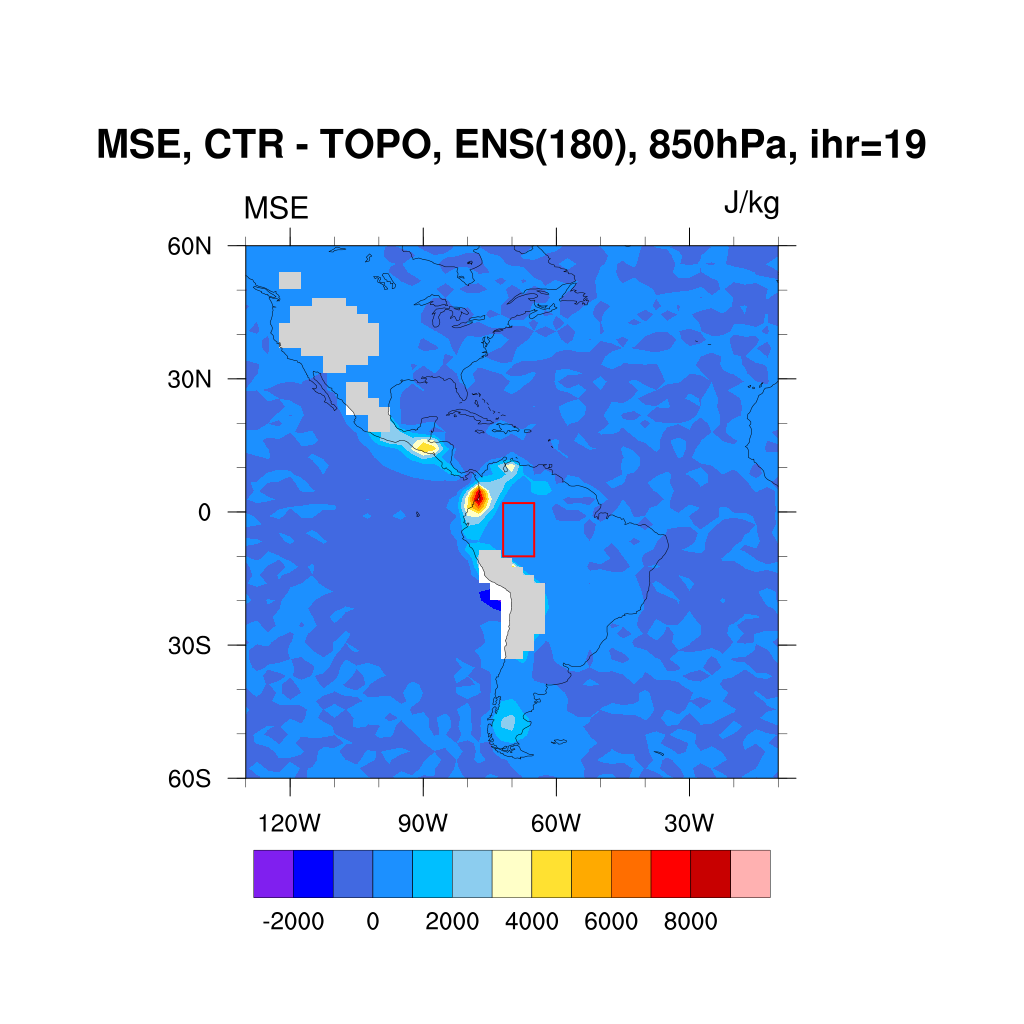 MSE, CTR - TOPO, ENS(180), 850hPa, ihr=19
MSE J/kg
60N
30N
0
30S
60S
120W 90W 60W 30W
-2000 0 2000 4000 6000 8000